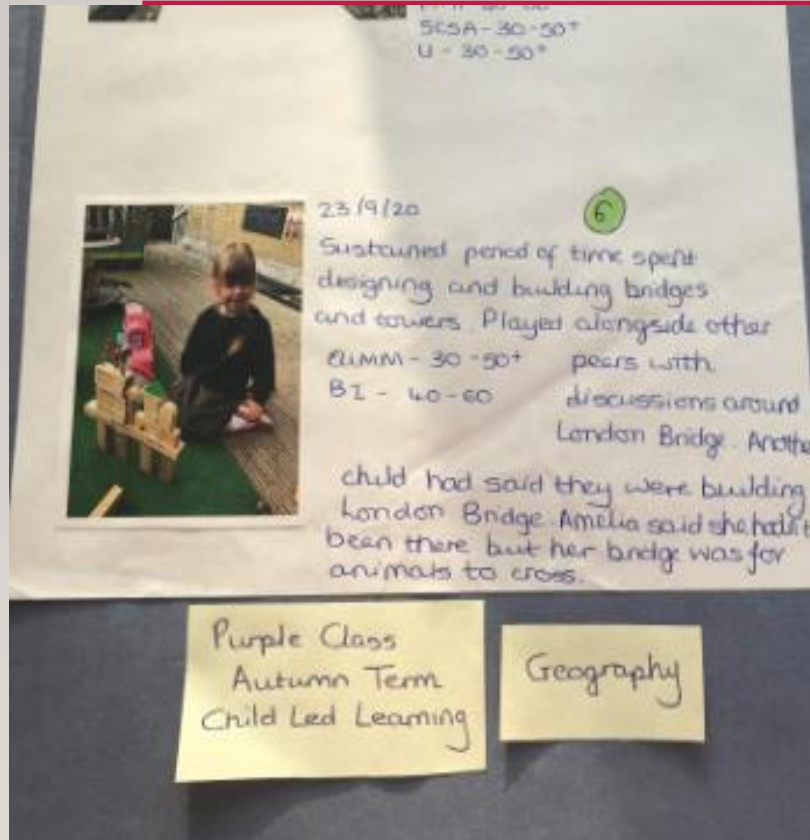 SCSA - 30-50+
U - 30-50+
23/9/20
6
Sustained period of time spent
designing and building bridges
and towers. Played alongside other
EUMM - 30-50+ peers with
BI - 40-60 discussions around
London Bridge. Another
child had said they were building
London Bridge. Amelia said she hadn't
been there but her bridge was for
animals to cross.
Purple Class
Autumn Term
Child Led Learning
Geography